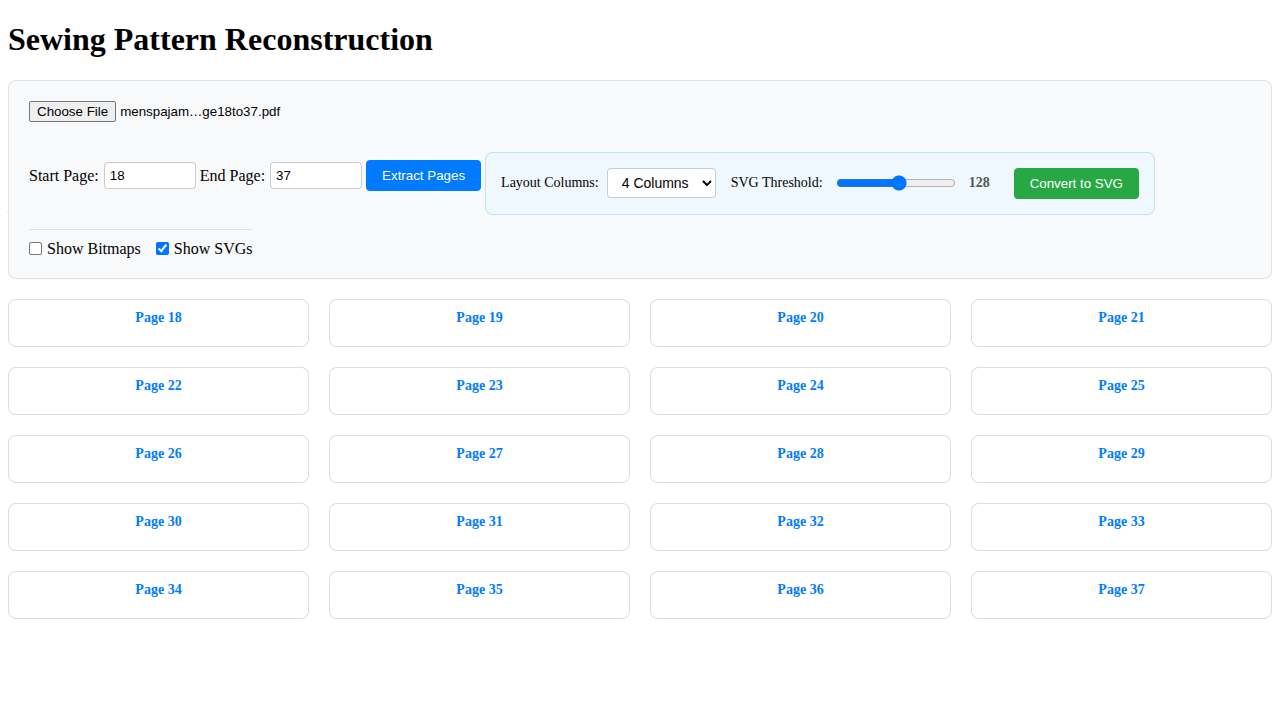 Sewing Pattern Reconstruction
Choose File menspajam…ge18to37.pdf
Start Page: 18 End Page: 37 Extract Pages Layout Columns: 4 Columns SVG Threshold: 128 Convert to SVG
Show Bitmaps Show SVGs
Page 18 Page 19 Page 20 Page 21
Page 22 Page 23 Page 24 Page 25
Page 26 Page 27 Page 28 Page 29
Page 30 Page 31 Page 32 Page 33
Page 34 Page 35 Page 36 Page 37